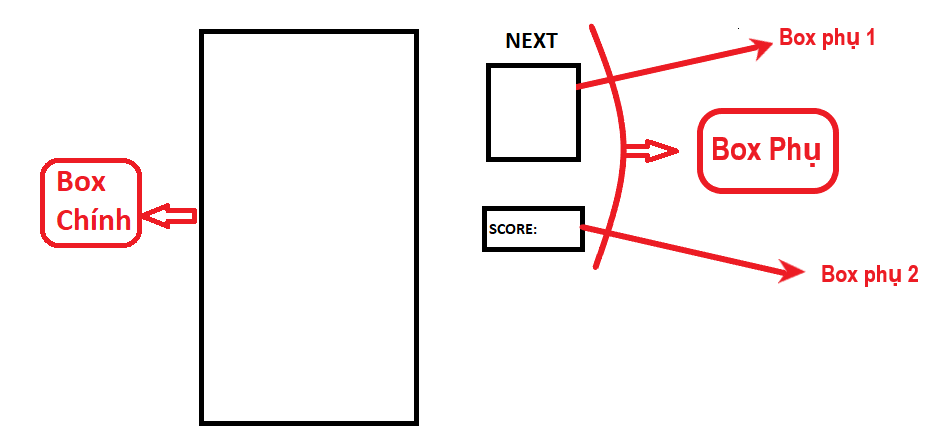 NEXT
Box phụ 1
Box Phụ
Box
Chính
SCORE:
Box phụ 2